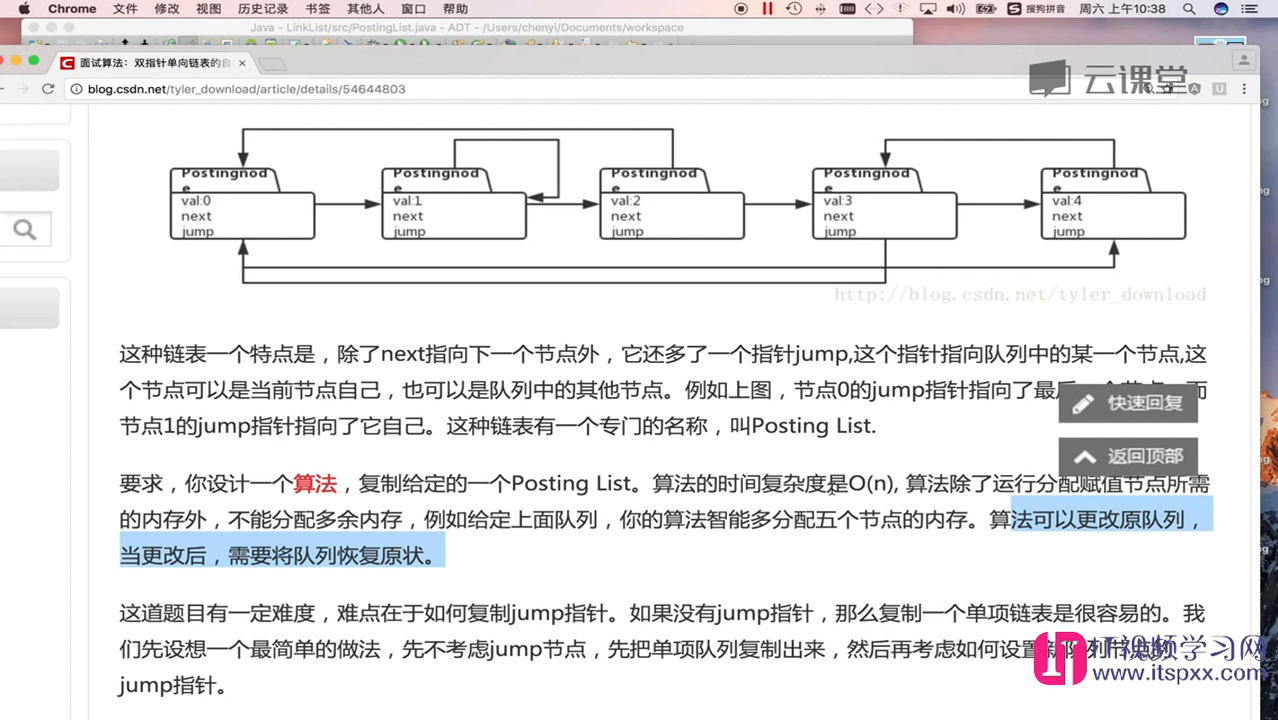 Chrome 文件 修改 视图 历史记录 书签 其他人 窗口 帮助
搜狗拼音 周六 上午10:38
Java - LinkList/src/PostingList.java - ADT - /Users/chenyi/Documents/workspace
面试算法：双指针单向链表的自
blog.csdn.net/tyler_download/article/details/54644803
云课堂
Postingnod
e
val:0
next
jump
Postingnod
e
val:1
next
jump
Postingnod
e
val:2
next
jump
Postingnod
e
val:3
next
jump
Postingnod
e
val:4
next
jump
http://blog.csdn.net/tyler_download
这种链表一个特点是，除了next指向下一个节点外，它还多了一个指针jump,这个指针指向队列中的某一个节点,这
个节点可以是当前节点自己，也可以是队列中的其他节点。例如上图，节点0的jump指针指向了最后一个节点，而
节点1的jump指针指向了它自己。这种链表有一个专门的名称，叫Posting List.
快速回复
返回顶部
要求，你设计一个算法，复制给定的一个Posting List。算法的时间复杂度是O(n), 算法除了运行分配赋值节点所需
的内存外，不能分配多余内存，例如给定上面队列，你的算法智能多分配五个节点的内存。算法可以更改原队列，
当更改后，需要将队列恢复原状。
这道题目有一定难度，难点在于如何复制jump指针。如果没有jump指针，那么复制一个单项链表是很容易的。我
们先设想一个最简单的做法，先不考虑jump节点，先把单项队列复制出来，然后再考虑如何设置新队列节点的
jump指针。
IT视频学习网
www.itspxx.com